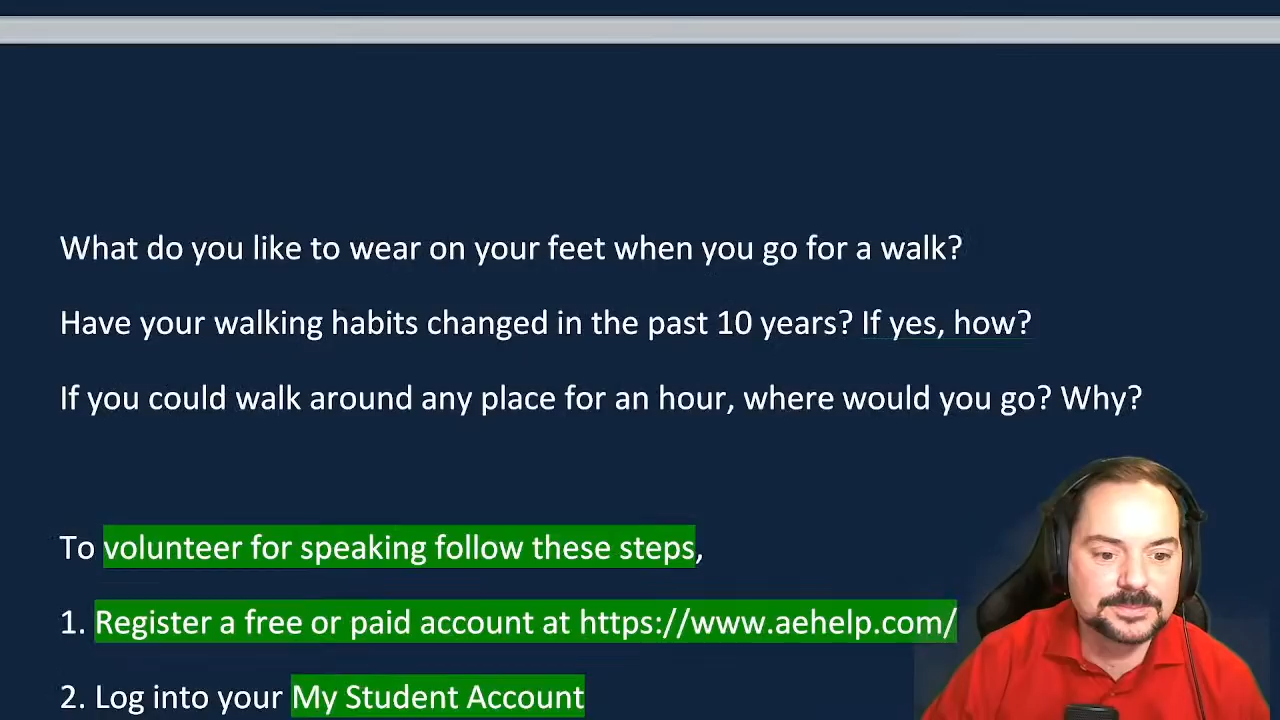 What do you like to wear on your feet when you go for a walk?
Have your walking habits changed in the past 10 years? If yes, how?
If you could walk around any place for an hour, where would you go? Why?
To volunteer for speaking follow these steps,
1. Register a free or paid account at https://www.aehelp.com/
2. Log into your My Student Account